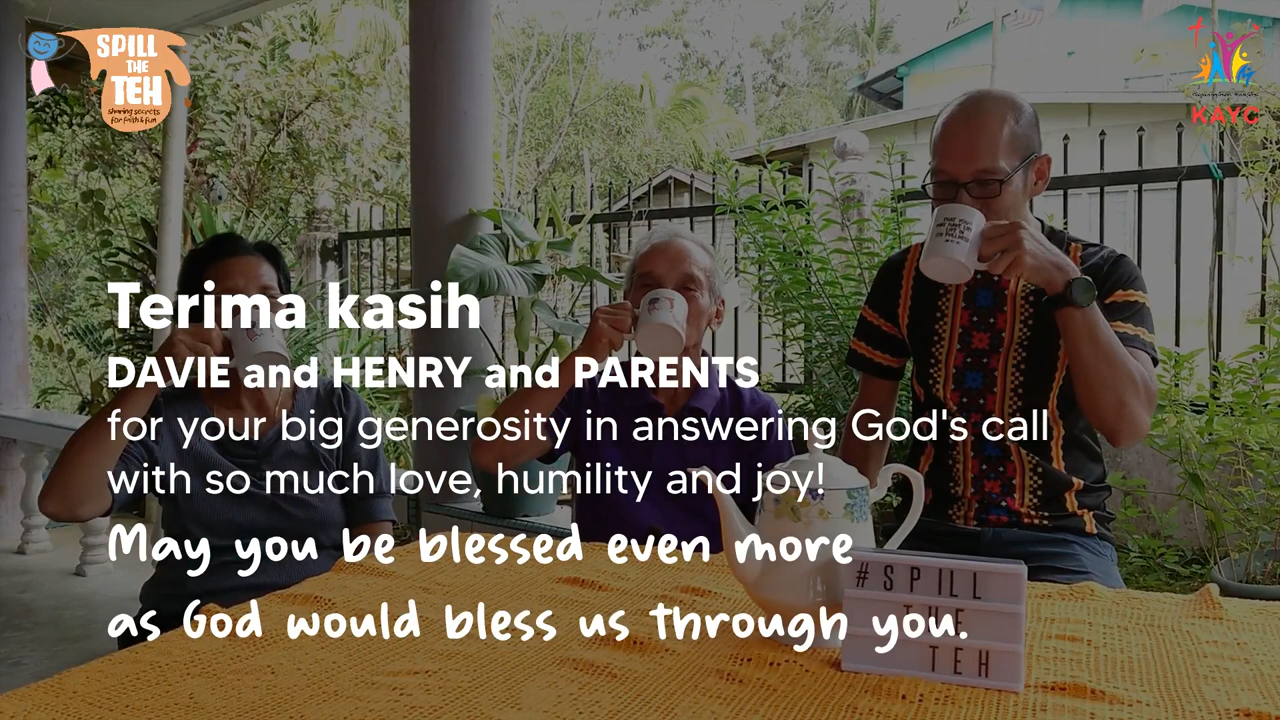 SPILL
THE
TEH
sharing secrets
for faith & fun
KAYC
Terima kasih
DAVIE and HENRY and PARENTS
for your big generosity in answering God's call
with so much love, humility and joy!
May you be blessed even more
as God would bless us through you.
#SPILL
THE
TEH